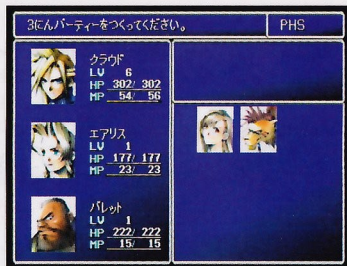 3にんパーティーをつくってください。
PHS
クラウド
LV 6
HP 302/ 302
MP 54/ 56
エアリス
LV 1
HP 177/ 177
MP 23/ 23
バレット
LV 1
HP 222/ 222
MP 15/ 15